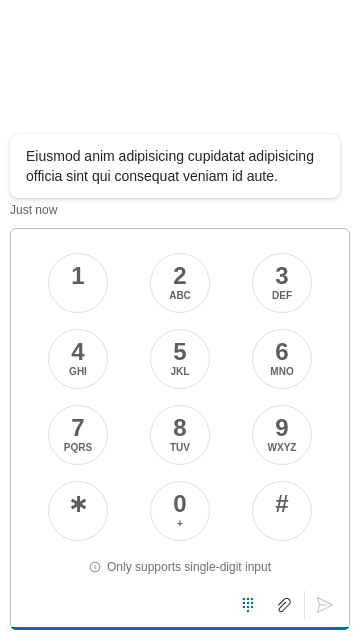 Eiusmod anim adipisicing cupidatat adipisicing
officia sint qui consequat veniam id aute.
Just now
1 2 3
ABC DEF
4 5 6
GHI JKL MNO
7 8 9
PQRS TUV WXYZ
* 0 #
+
Only supports single-digit input